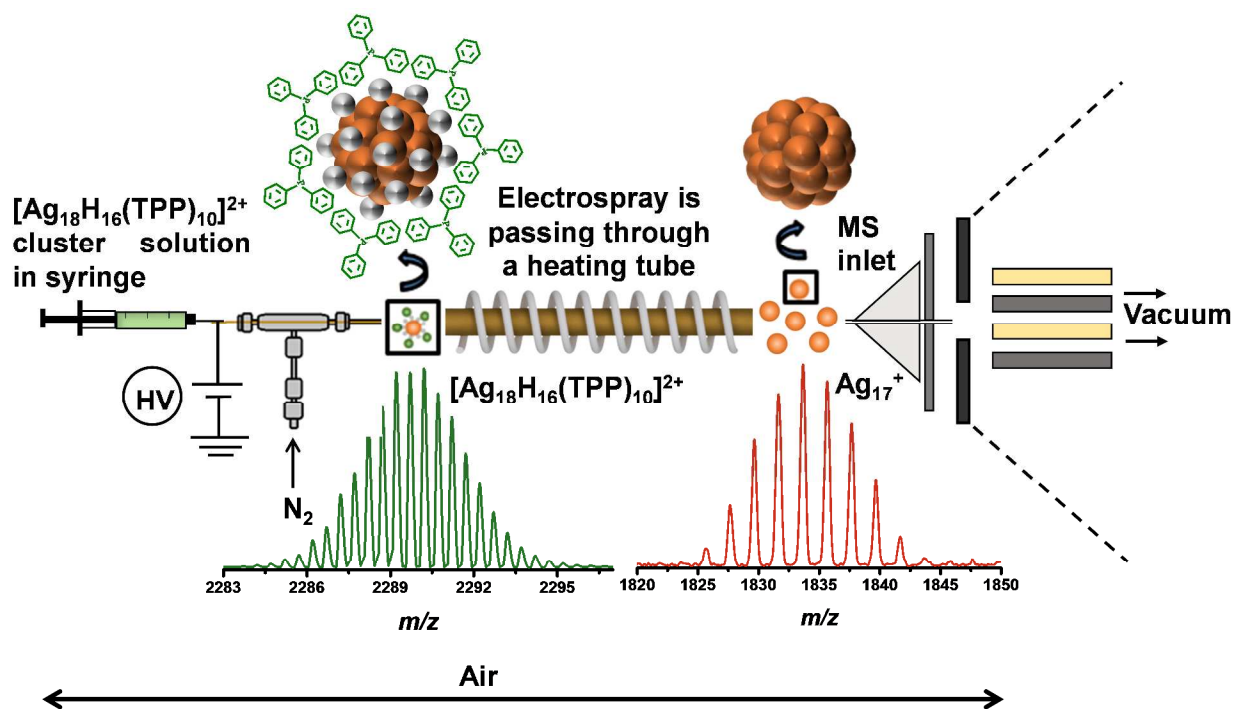 [Ag₁₈H₁₆(TPP)₁₀]²⁺
cluster solution
in syringe
Electrospray is
passing through
a heating tube
MS
inlet
Vacuum
HV
N₂
[Ag₁₈H₁₆(TPP)₁₀]²⁺
Ag₁₇⁺
2283 2286 2289 2292 2295
m/z
1820 1825 1830 1835 1840 1845 1850
m/z
Air